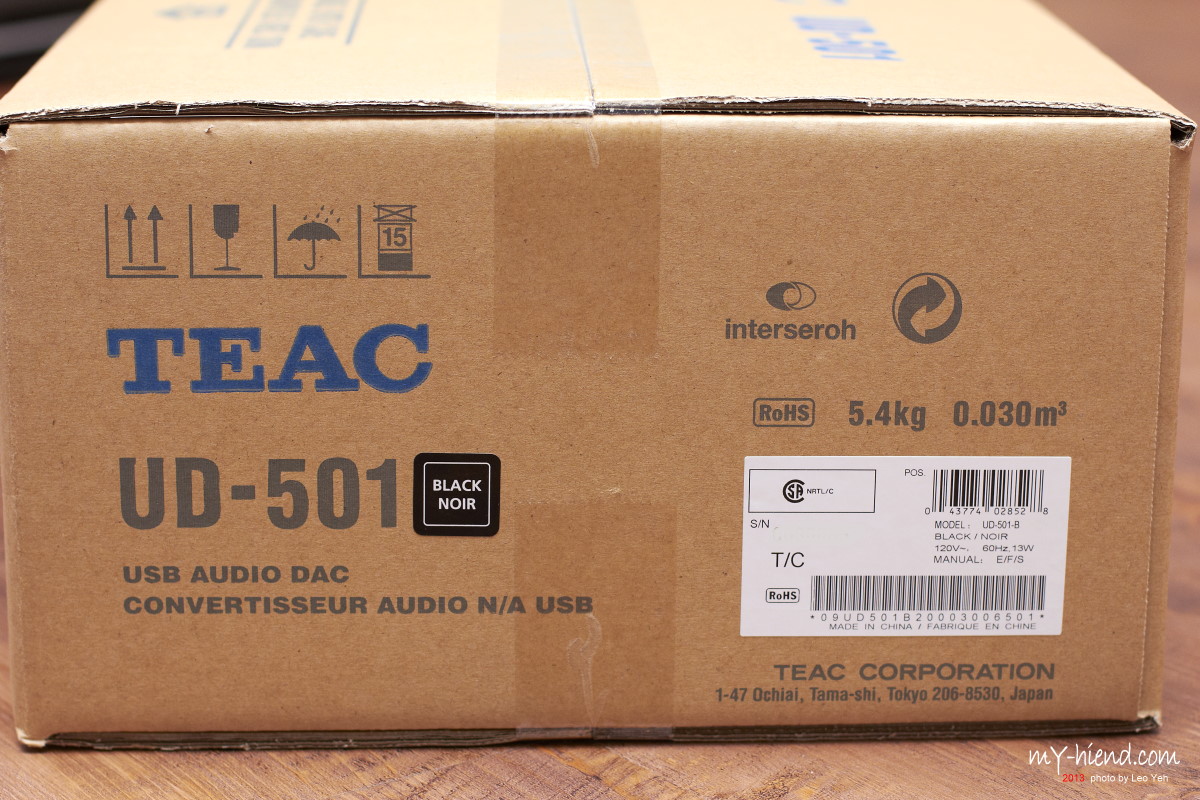 UD-501
15
TEAC
UD-501
BLACK
NOIR
USB AUDIO DAC
CONVERTISSEUR AUDIO N/A USB
interseroh
RoHS 5.4kg 0.030m³
NRTL/C
POS.
0 43774 02852 8
S/N
MODEL: UD-501-B
BLACK / NOIR
120V~. 60Hz,13W
MANUAL: E/F/S
T/C
RoHS
*09UD501B20003006501*
MADE IN CHINA / FABRIQUE EN CHINE
TEAC CORPORATION
1-47 Ochiai, Tama-shi, Tokyo 206-8530, Japan
my-hiend.com
2013 photo by Leo Yeh